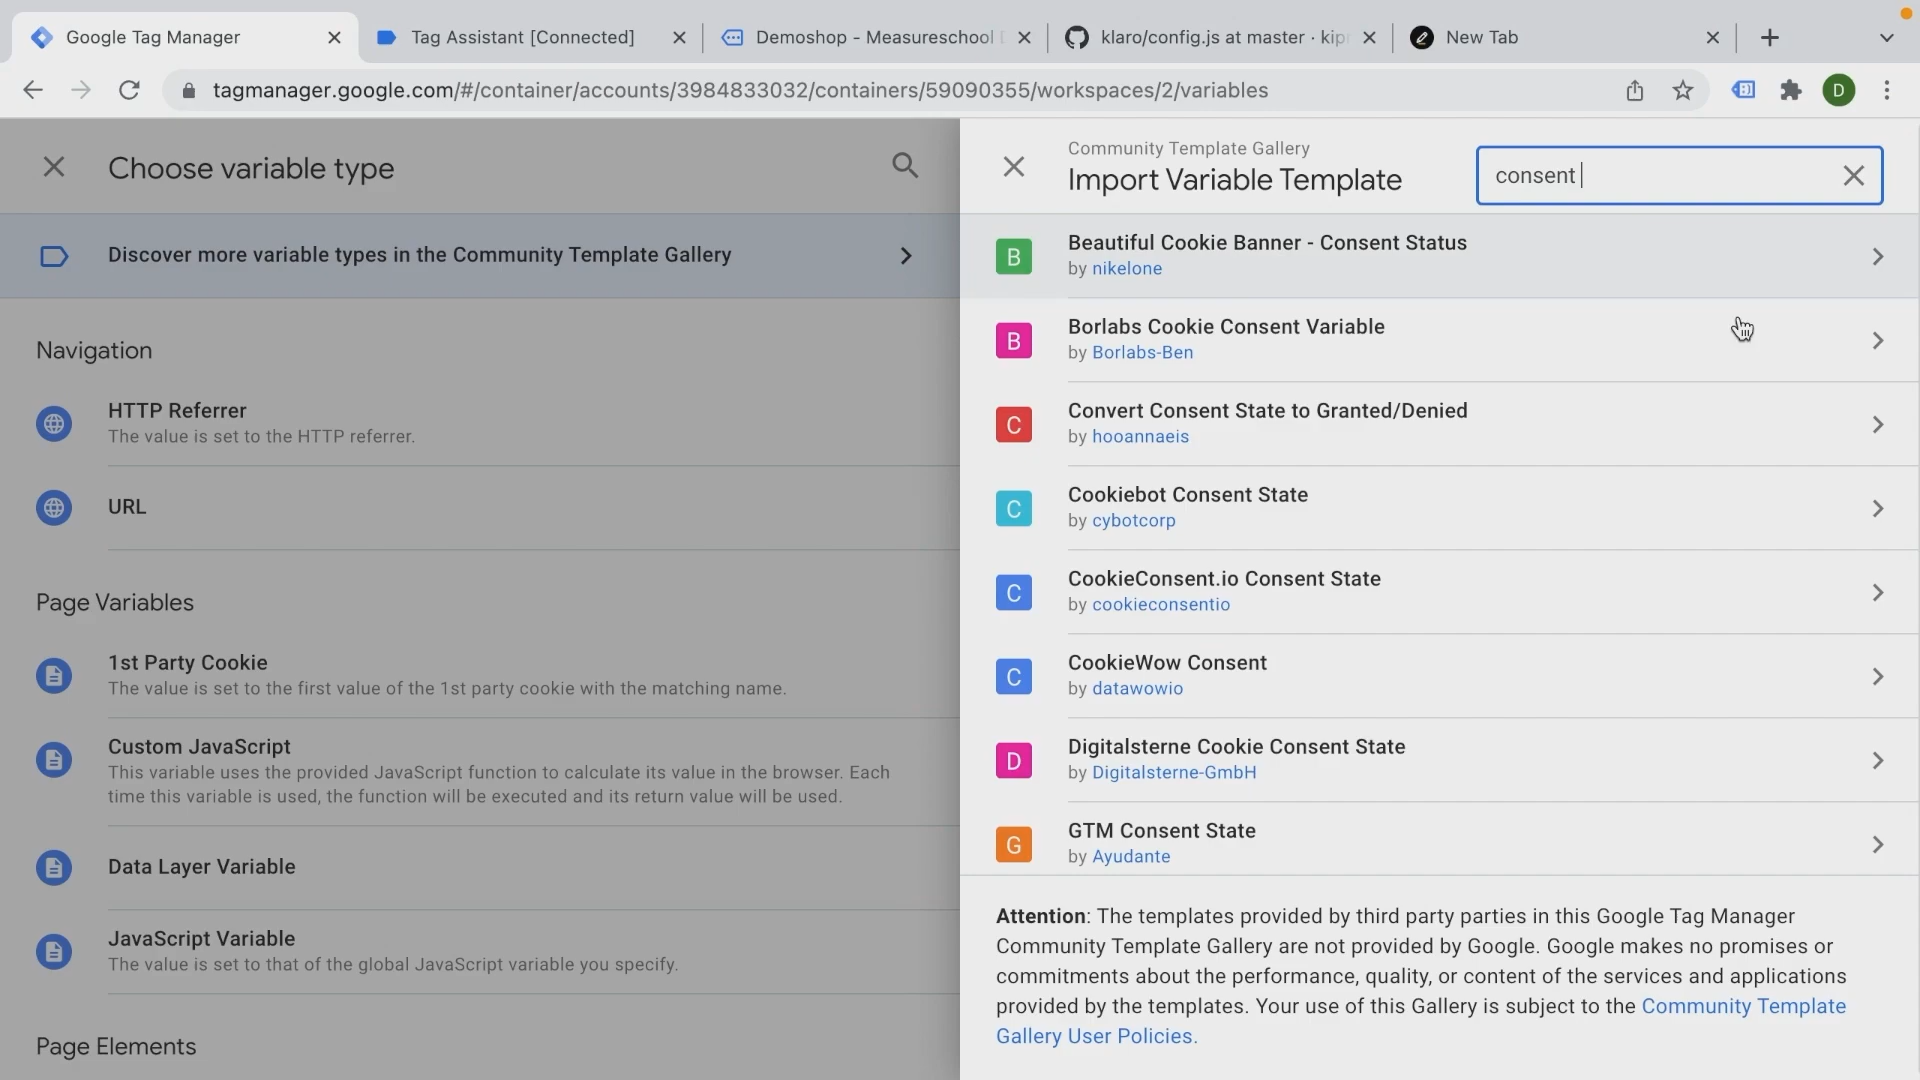 Google Tag Manager
Tag Assistant [Connected]
Demoshop - Measureschool
klaro/config.js at master · kip
New Tab
tagmanager.google.com/#/container/accounts/3984833032/containers/59090355/workspaces/2/variables
D
Choose variable type
Discover more variable types in the Community Template Gallery
Navigation
HTTP Referrer
The value is set to the HTTP referrer.
URL
Page Variables
1st Party Cookie
The value is set to the first value of the 1st party cookie with the matching name.
Custom JavaScript
This variable uses the provided JavaScript function to calculate its value in the browser. Each
time this variable is used, the function will be executed and its return value will be used.
Data Layer Variable
JavaScript Variable
The value is set to that of the global JavaScript variable you specify.
Page Elements
Community Template Gallery
Import Variable Template
consent
B
Beautiful Cookie Banner - Consent Status
by nikelone
B
Borlabs Cookie Consent Variable
by Borlabs-Ben
C
Convert Consent State to Granted/Denied
by hooannaeis
C
Cookiebot Consent State
by cybotcorp
C
CookieConsent.io Consent State
by cookieconsentio
C
CookieWow Consent
by datawowio
D
Digitalsterne Cookie Consent State
by Digitalsterne-GmbH
G
GTM Consent State
by Ayudante
Attention: The templates provided by third party parties in this Google Tag Manager
Community Template Gallery are not provided by Google. Google makes no promises or
commitments about the performance, quality, or content of the services and applications
provided by the templates. Your use of this Gallery is subject to the Community Template
Gallery User Policies.